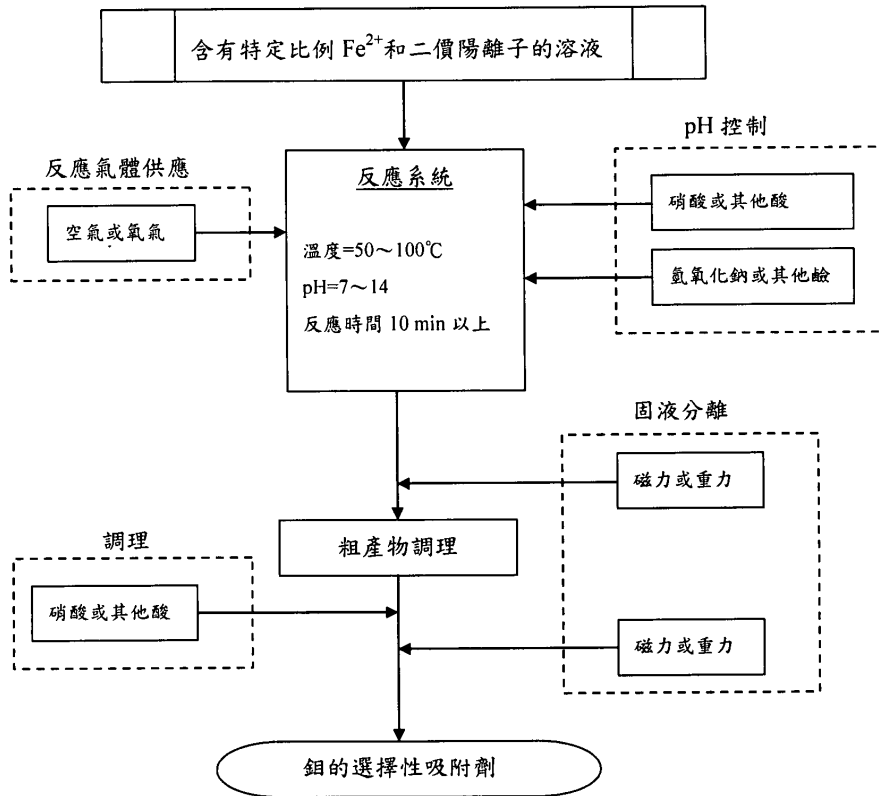 含有特定比例 Fe²⁺和二價陽離子的溶液
反應氣體供應
空氣或氧氣
反應系統
溫度=50～100℃
pH=7～14
反應時間 10 min 以上
pH 控制
硝酸或其他酸
氫氧化鈉或其他鹼
固液分離
磁力或重力
粗產物調理
調理
硝酸或其他酸
磁力或重力
鉬的選擇性吸附劑